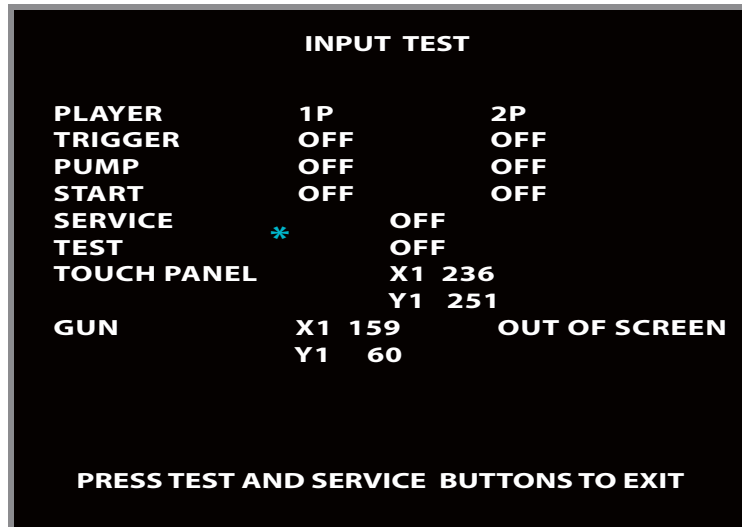 INPUT TEST
PLAYER 1P 2P
TRIGGER OFF OFF
PUMP OFF OFF
START OFF OFF
SERVICE OFF
*
TEST OFF
TOUCH PANEL X1 236
Y1 251
GUN X1 159 OUT OF SCREEN
Y1 60
PRESS TEST AND SERVICE BUTTONS TO EXIT